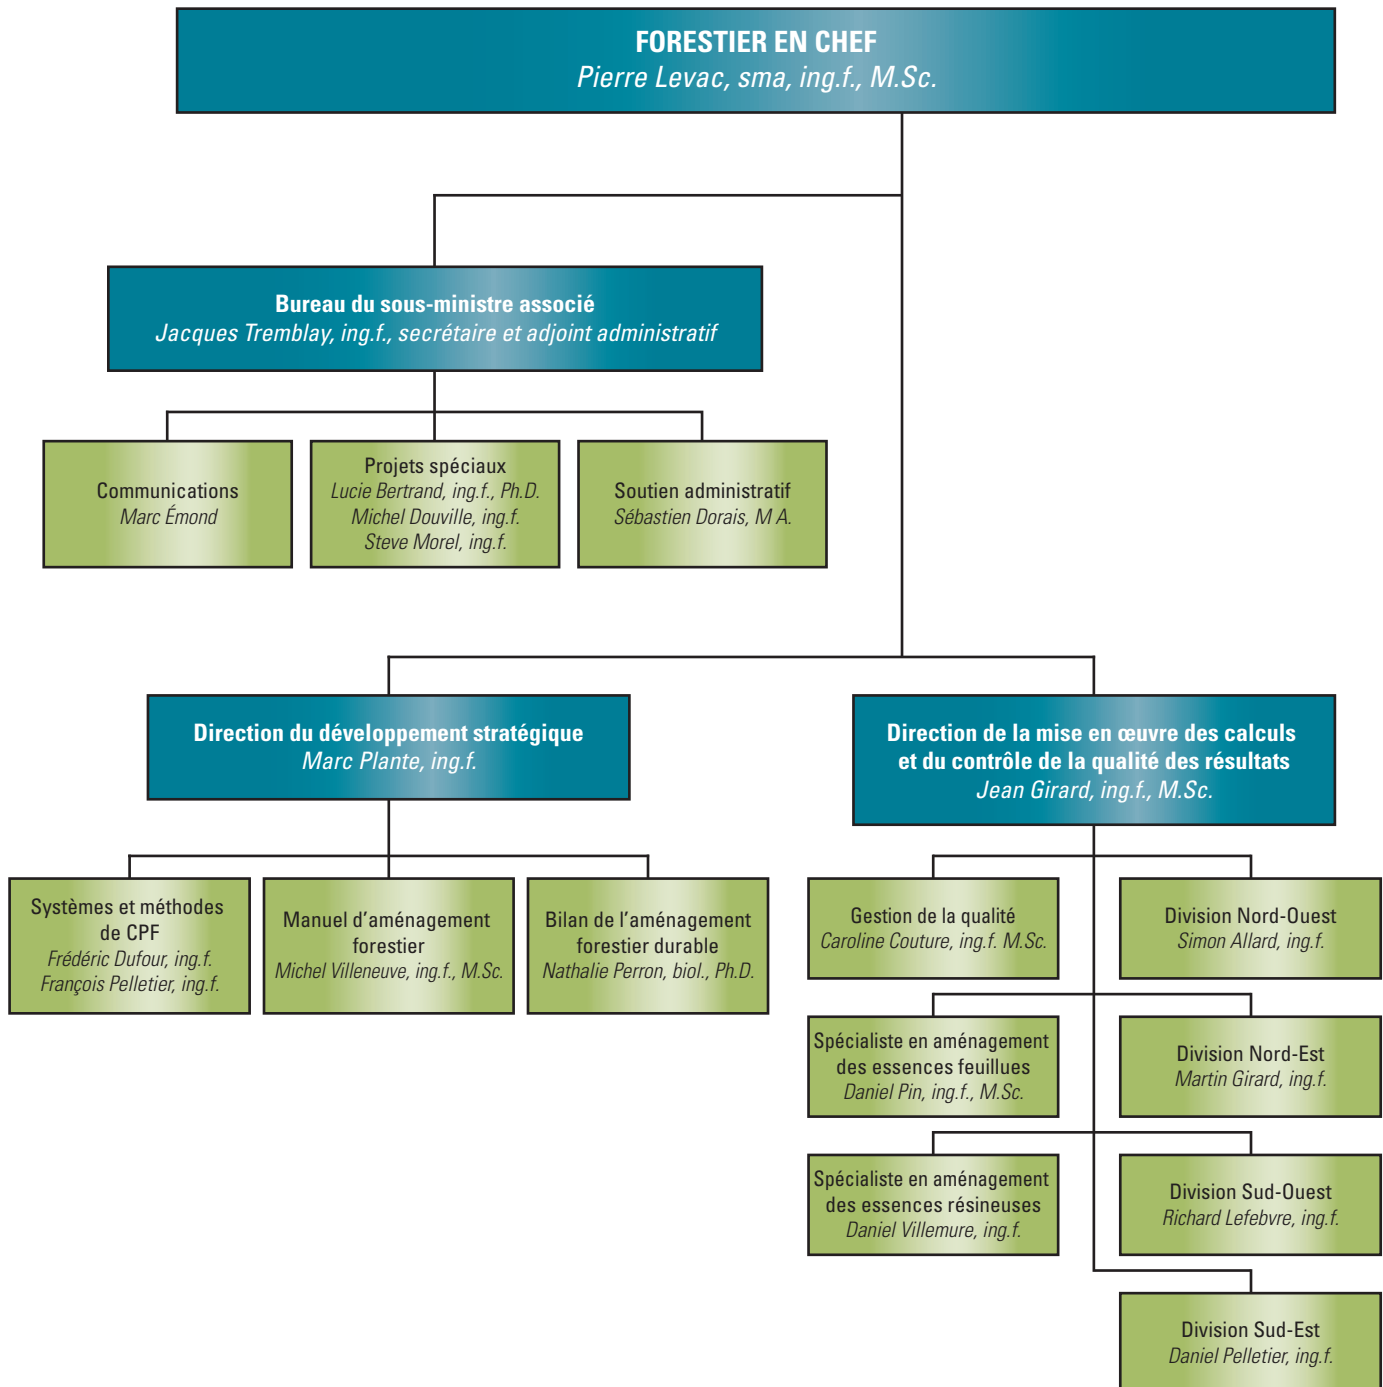 FORESTIER EN CHEF
Pierre Levac, sma, ing.f., M.Sc.
Bureau du sous-ministre associé
Jacques Tremblay, ing.f., secrétaire et adjoint administratif
Communications
Marc Émond
Projets spéciaux
Lucie Bertrand, ing.f., Ph.D.
Michel Douville, ing.f.
Steve Morel, ing.f.
Soutien administratif
Sébastien Dorais, M A.
Direction du développement stratégique
Marc Plante, ing.f.
Systèmes et méthodes
de CPF
Frédéric Dufour, ing.f.
François Pelletier, ing.f.
Manuel d'aménagement
forestier
Michel Villeneuve, ing.f., M.Sc.
Bilan de l'aménagement
forestier durable
Nathalie Perron, biol., Ph.D.
Direction de la mise en œuvre des calculs
et du contrôle de la qualité des résultats
Jean Girard, ing.f., M.Sc.
Gestion de la qualité
Caroline Couture, ing.f. M.Sc.
Division Nord-Ouest
Simon Allard, ing.f.
Spécialiste en aménagement
des essences feuillues
Daniel Pin, ing.f., M.Sc.
Division Nord-Est
Martin Girard, ing.f.
Spécialiste en aménagement
des essences résineuses
Daniel Villemure, ing.f.
Division Sud-Ouest
Richard Lefebvre, ing.f.
Division Sud-Est
Daniel Pelletier, ing.f.